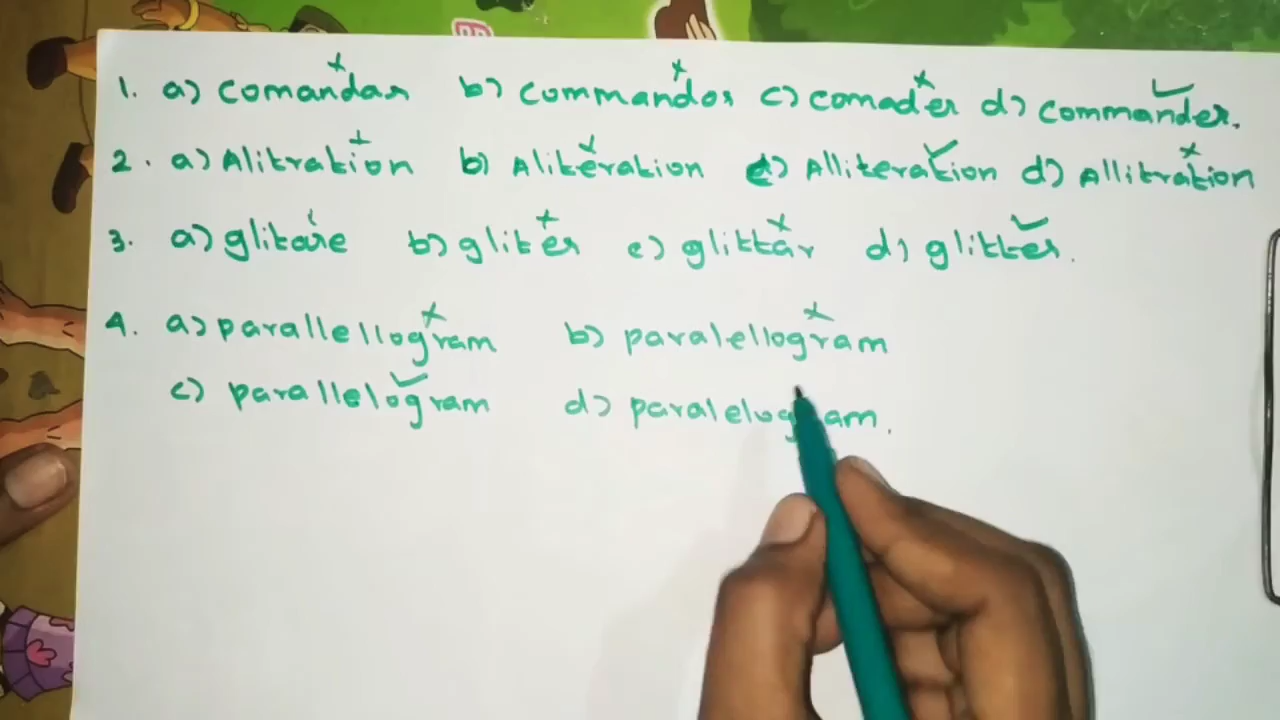 1. a) comandar b) commandor c) comader d) commander.
2. a) Alitration b) Aliteration c) Alliteration d) Allitration
3. a) glitare b) gliter c) glittar d) glitter.
4. a) parallellogram b) paralellogram
c) parallelogram d) paralelogram.